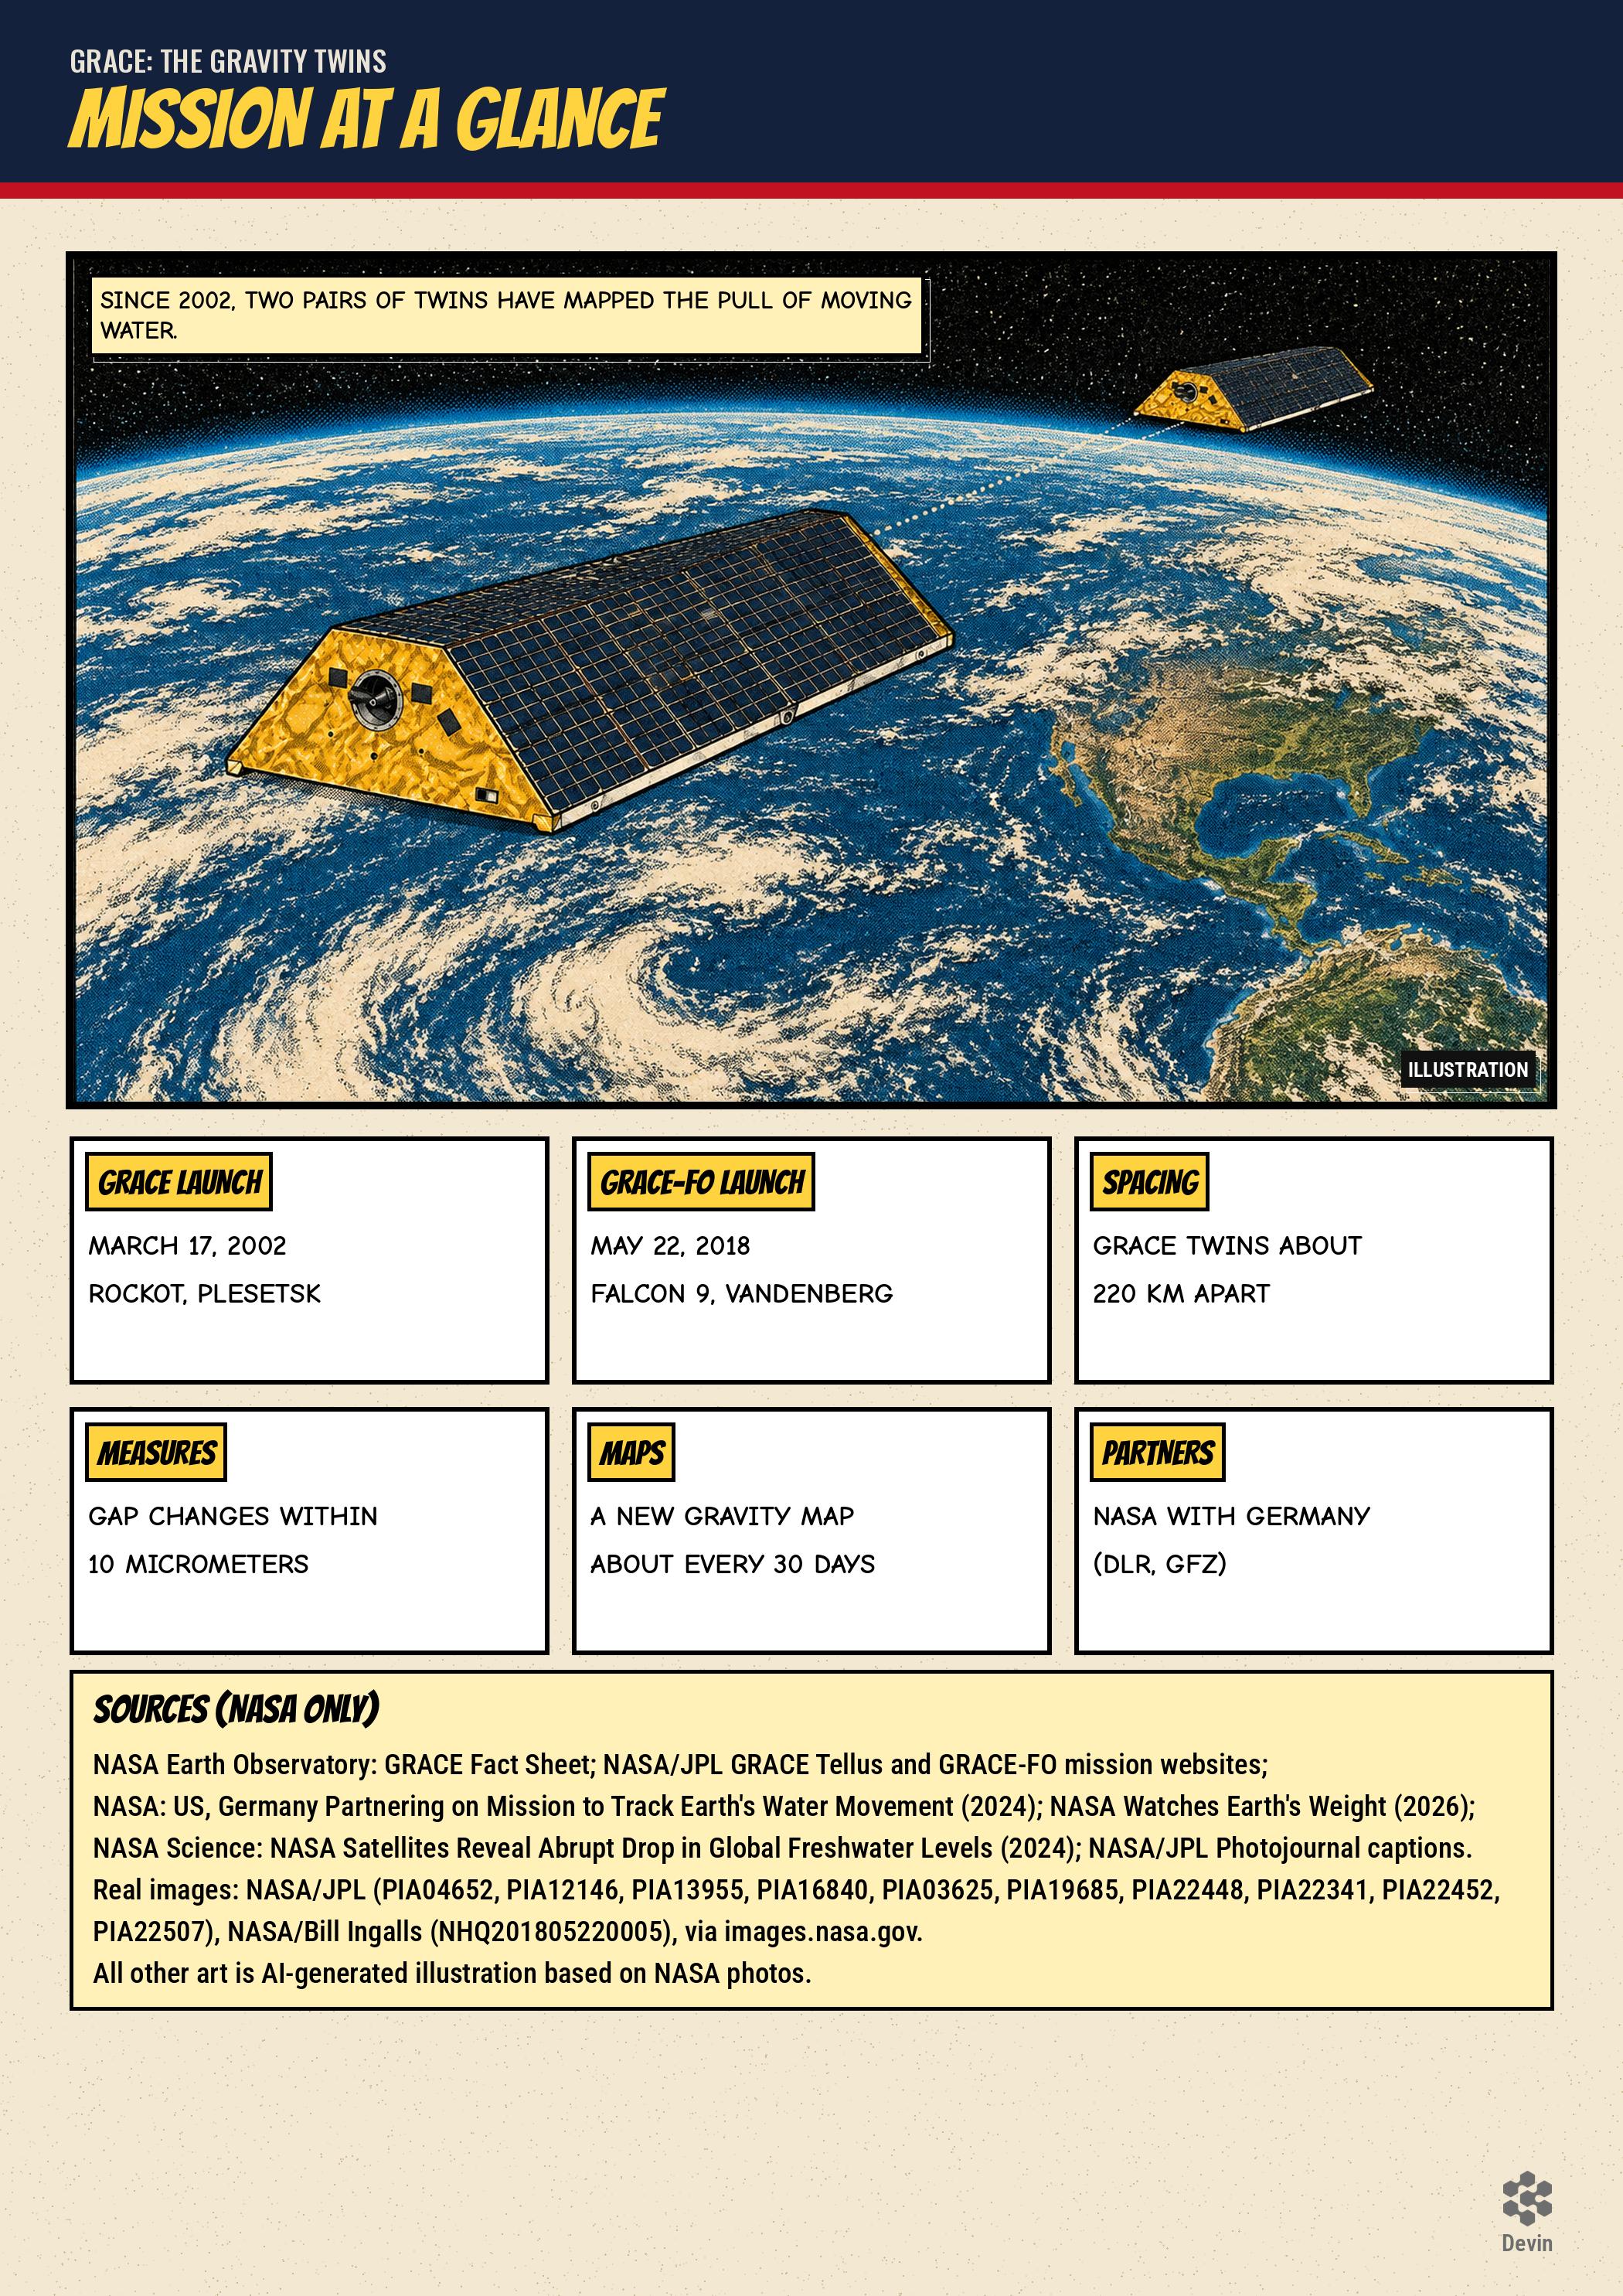 GRACE: THE GRAVITY TWINS
MISSION AT A GLANCE
SINCE 2002, TWO PAIRS OF TWINS HAVE MAPPED THE PULL OF MOVING
WATER.
ILLUSTRATION
GRACE LAUNCH
MARCH 17, 2002
ROCKOT, PLESETSK
GRACE-FO LAUNCH
MAY 22, 2018
FALCON 9, VANDENBERG
SPACING
GRACE TWINS ABOUT
220 KM APART
MEASURES
GAP CHANGES WITHIN
10 MICROMETERS
MAPS
A NEW GRAVITY MAP
ABOUT EVERY 30 DAYS
PARTNERS
NASA WITH GERMANY
(DLR, GFZ)
SOURCES (NASA ONLY)
NASA Earth Observatory: GRACE Fact Sheet; NASA/JPL GRACE Tellus and GRACE-FO mission websites;
NASA: US, Germany Partnering on Mission to Track Earth's Water Movement (2024); NASA Watches Earth's Weight (2026);
NASA Science: NASA Satellites Reveal Abrupt Drop in Global Freshwater Levels (2024); NASA/JPL Photojournal captions.
Real images: NASA/JPL (PIA04652, PIA12146, PIA13955, PIA16840, PIA03625, PIA19685, PIA22448, PIA22341, PIA22452,
PIA22507), NASA/Bill Ingalls (NHQ201805220005), via images.nasa.gov.
All other art is AI-generated illustration based on NASA photos.
Devin